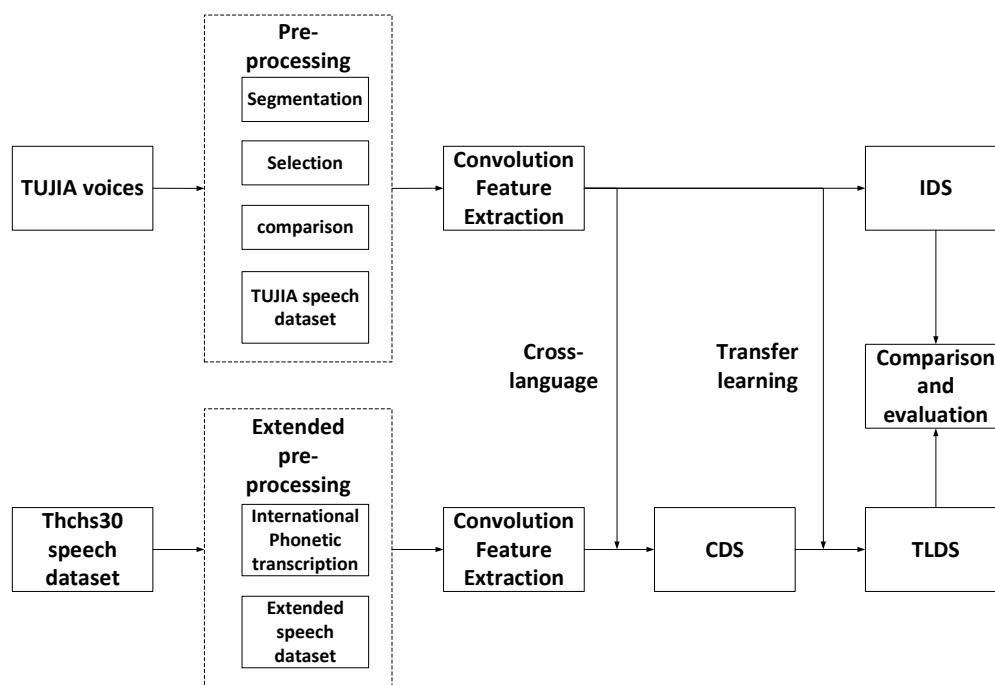 Pre-
processing
Segmentation
Selection
comparison
TUJIA speech
dataset
TUJIA voices
Convolution
Feature
Extraction
IDS
Cross-
language
Transfer
learning
Comparison
and
evaluation
Extended
pre-
processing
International
Phonetic
transcription
Extended
speech
dataset
Thchs30
speech
dataset
Convolution
Feature
Extraction
CDS
TLDS